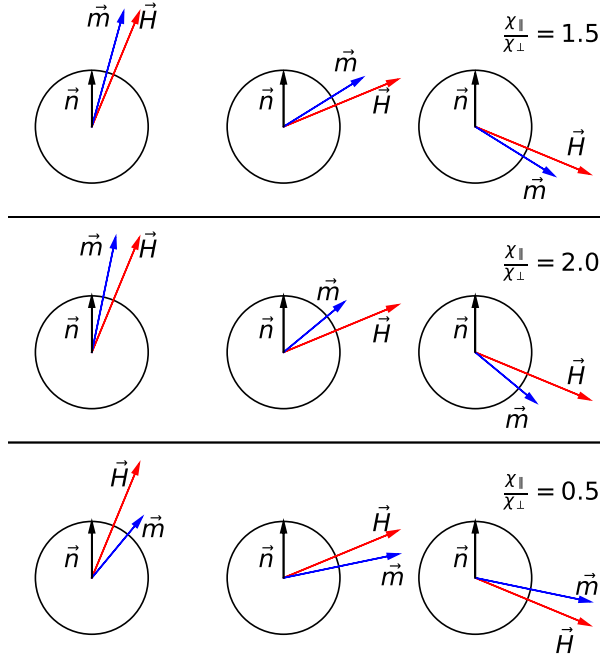 m⃗ H⃗ n⃗ m⃗ H⃗ n⃗ H⃗ m⃗ n⃗ χ∥/χ⊥ = 1.5
m⃗ H⃗ n⃗ m⃗ H⃗ n⃗ H⃗ m⃗ n⃗ χ∥/χ⊥ = 2.0
H⃗ m⃗ n⃗ H⃗ m⃗ n⃗ m⃗ H⃗ n⃗ χ∥/χ⊥ = 0.5